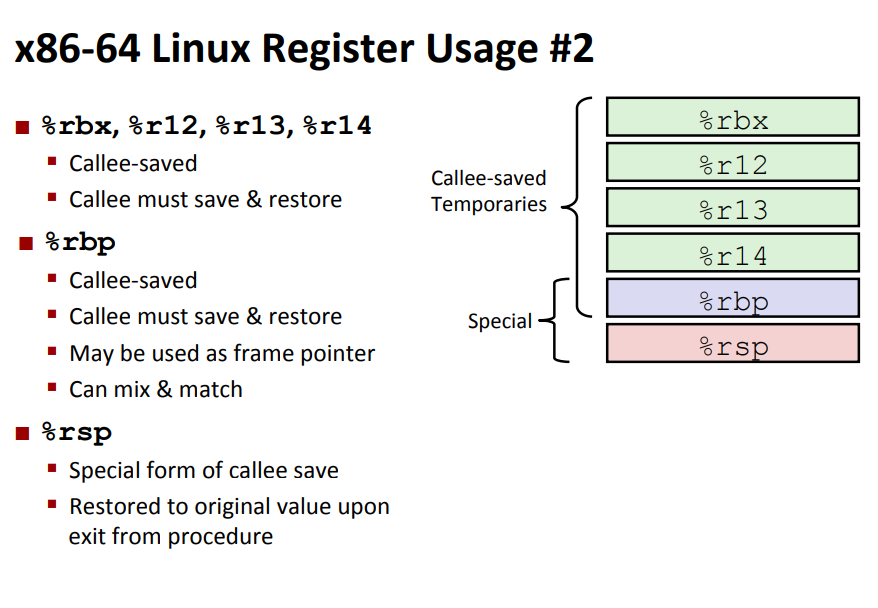 x86-64 Linux Register Usage #2
%rbx, %r12, %r13, %r14
Callee-saved
Callee must save & restore
%rbp
Callee-saved
Callee must save & restore
May be used as frame pointer
Can mix & match
%rsp
Special form of callee save
Restored to original value upon
exit from procedure
Callee-saved
Temporaries
Special
%rbx
%r12
%r13
%r14
%rbp
%rsp